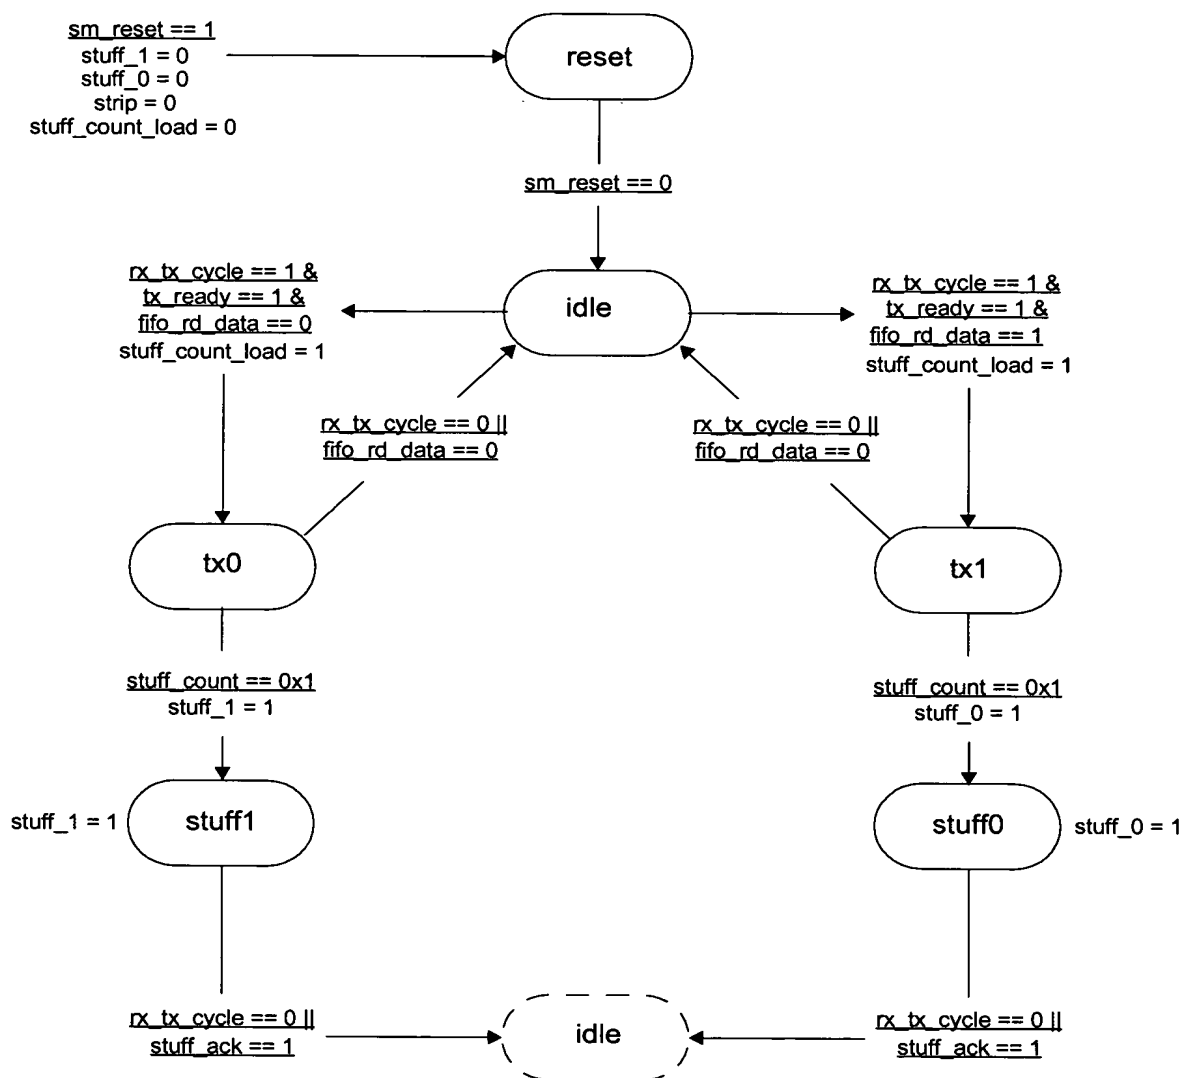 sm_reset == 1
stuff_1 = 0
stuff_0 = 0
strip = 0
stuff_count_load = 0
reset
sm_reset == 0
idle
rx_tx_cycle == 1 &
tx_ready == 1 &
fifo_rd_data == 0
stuff_count_load = 1
rx_tx_cycle == 1 &
tx_ready == 1 &
fifo_rd_data == 1
stuff_count_load = 1
rx_tx_cycle == 0 ||
fifo_rd_data == 0
rx_tx_cycle == 0 ||
fifo_rd_data == 0
tx0
tx1
stuff_count == 0x1
stuff_1 = 1
stuff_count == 0x1
stuff_0 = 1
stuff_1 = 1
stuff1
stuff0
stuff_0 = 1
rx_tx_cycle == 0 ||
stuff_ack == 1
idle
rx_tx_cycle == 0 ||
stuff_ack == 1